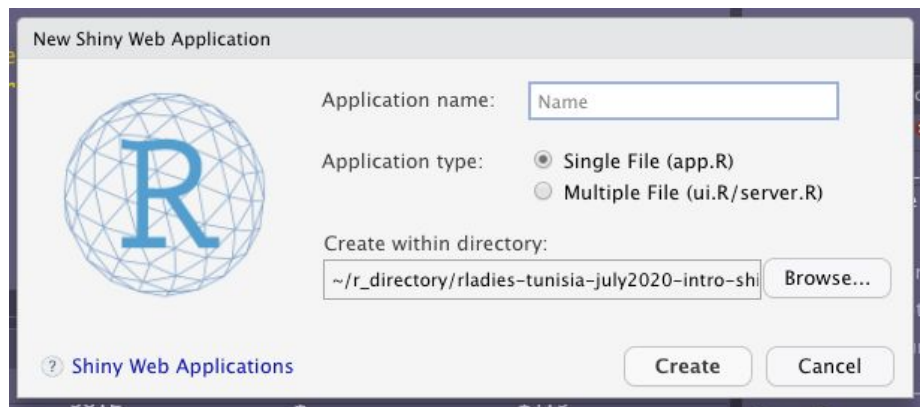 New Shiny Web Application
R
Application name:
Name
Application type:
Single File (app.R)
Multiple File (ui.R/server.R)
Create within directory:
~/r_directory/rladies-tunisia-july2020-intro-shi
Browse...
? Shiny Web Applications
Create
Cancel